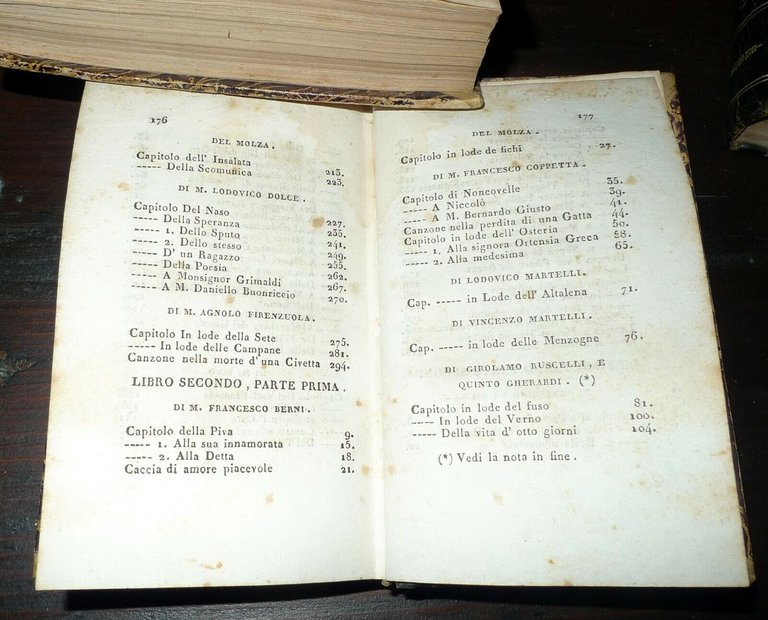 176
DEL MOLZA.
Capitolo dell' Insalata 213.
----- Della Scomunica 223.
DI M. LODOVICO DOLCE.
Capitolo Del Naso
----- Della Speranza 227.
----- 1. Dello Sputo 235.
----- 2. Dello stesso 241.
----- D' un Ragazzo 249.
----- Della Poesia 255.
----- A Monsignor Grimaldi 262.
----- A M. Daniello Buonriceio 267.
270.
DI M. AGNOLO FIRENZUOLA.
Capitolo In lode della Sete 275.
----- In lode delle Campane 281.
Canzone nella morte d'una Civetta 294.
LIBRO SECONDO, PARTE PRIMA.
DI M. FRANCESCO BERNI.
Capitolo della Piva 9.
----- 1. Alla sua innamorata 15.
----- 2. Alla Detta 18.
Caccia di amore piacevole 21.
177
DEL MOLZA.
Capitolo in lode de fichi 27.
DI M. FRANCESCO COPPETTA.
Capitolo di Noncovelle 35.
----- A Niccolò 39.
----- A M. Bernardo Giusto 41.
Canzone nella perdita di una Gatta 44.
Capitolo in lode dell' Osteria 50.
----- 1. Alla signora Ortensia Greca 58.
----- 2. Alla medesima 65.
DI LODOVICO MARTELLI.
Cap. ----- in Lode dell' Altalena 71.
DI VINCENZO MARTELLI.
Cap. ----- in lode delle Menzogne 76.
DI GIROLAMO RUSCELLI, E
QUINTO GHERARDI. (*)
Capitolo in lode del fuso 81.
---- In lode del Verno 100.
---- Della vita d' otto giorni 104.
(*) Vedi la nota in fine.